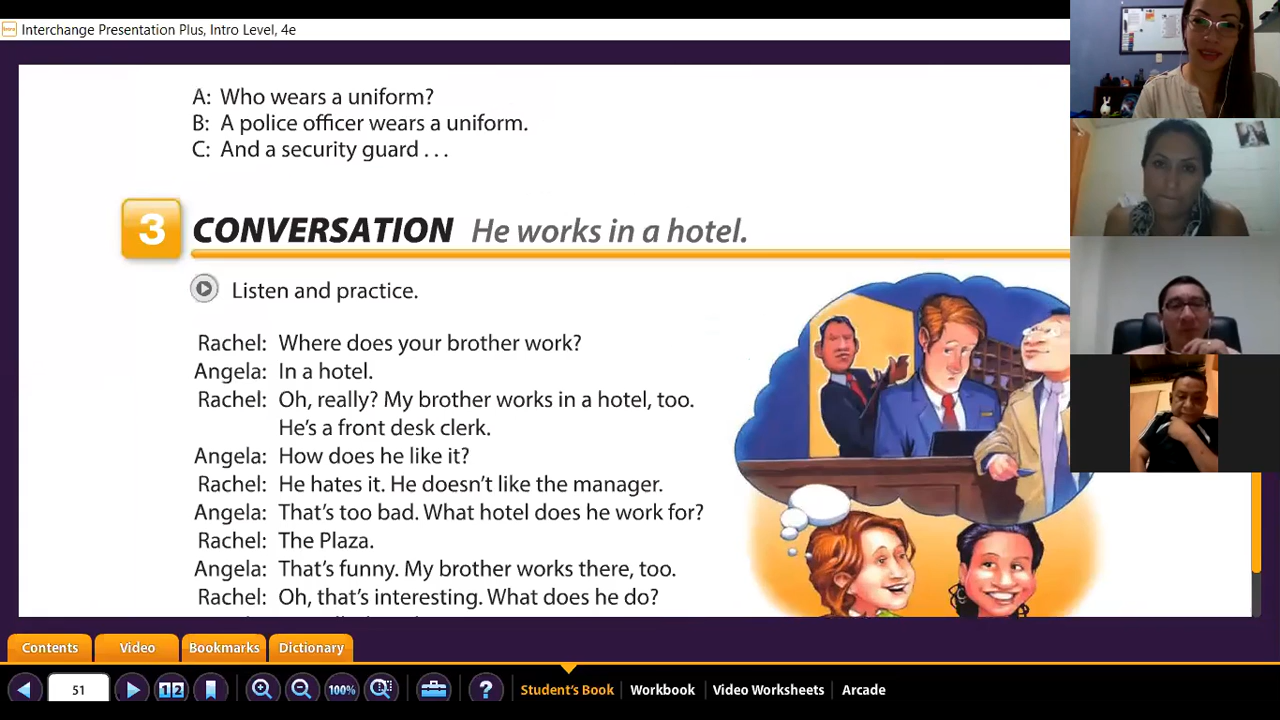 Interchange Presentation Plus, Intro Level, 4e
A: Who wears a uniform?
B: A police officer wears a uniform.
C: And a security guard . . .
3 CONVERSATION He works in a hotel.
Listen and practice.
Rachel: Where does your brother work?
Angela: In a hotel.
Rachel: Oh, really? My brother works in a hotel, too.
He's a front desk clerk.
Angela: How does he like it?
Rachel: He hates it. He doesn't like the manager.
Angela: That's too bad. What hotel does he work for?
Rachel: The Plaza.
Angela: That's funny. My brother works there, too.
Rachel: Oh, that's interesting. What does he do?
Contents Video Bookmarks Dictionary
51 1 2 100% ? Student's Book Workbook Video Worksheets Arcade